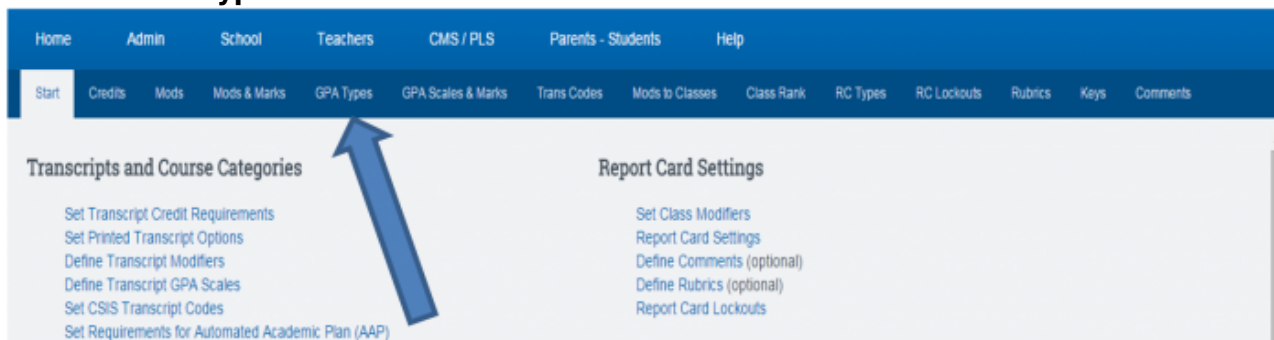 Home Admin School Teachers CMS / PLS Parents - Students Help
Start Credits Mods Mods & Marks GPA Types GPA Scales & Marks Trans Codes Mods to Classes Class Rank RC Types RC Lockouts Rubrics Keys Comments
Transcripts and Course Categories
Set Transcript Credit Requirements
Set Printed Transcript Options
Define Transcript Modifiers
Define Transcript GPA Scales
Set CSIS Transcript Codes
Set Requirements for Automated Academic Plan (AAP)
Report Card Settings
Set Class Modifiers
Report Card Settings
Define Comments (optional)
Define Rubrics (optional)
Report Card Lockouts